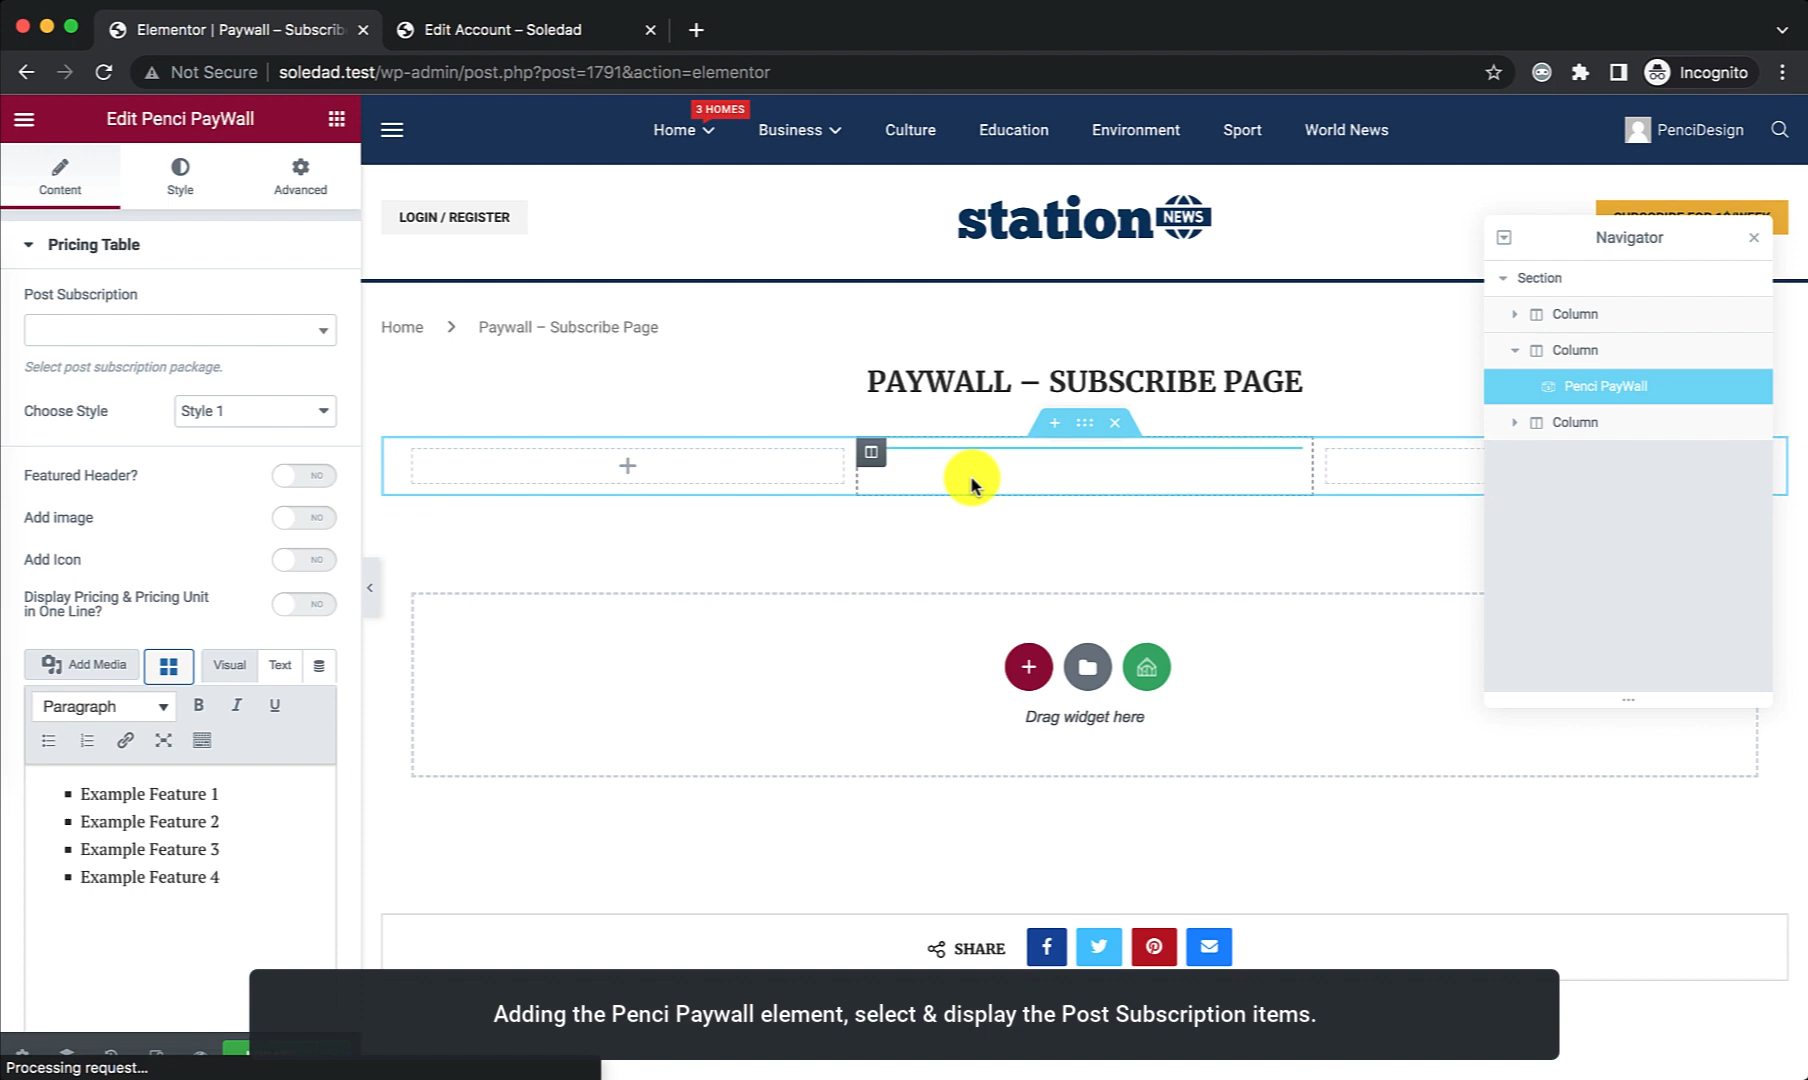 Elementor | Paywall – Subscrib
Edit Account – Soledad
Not Secure
soledad.test/wp-admin/post.php?post=1791&action=elementor
Incognito
Edit Penci PayWall
3 HOMES
Home
Business
Culture
Education
Environment
Sport
World News
PenciDesign
Content
Style
Advanced
LOGIN / REGISTER
station NEWS
SUBSCRIBE FOR 1$/WEEK
Navigator
Pricing Table
Section
Post Subscription
Column
Home
Paywall – Subscribe Page
Column
Select post subscription package.
PAYWALL – SUBSCRIBE PAGE
Penci PayWall
Choose Style
Style 1
Column
Featured Header?
NO
Add image
NO
Add Icon
NO
Display Pricing & Pricing Unit
in One Line?
NO
Add Media
Visual
Text
Paragraph
B
I
U
Drag widget here
Example Feature 1
Example Feature 2
Example Feature 3
Example Feature 4
SHARE
Adding the Penci Paywall element, select & display the Post Subscription items.
Processing request...